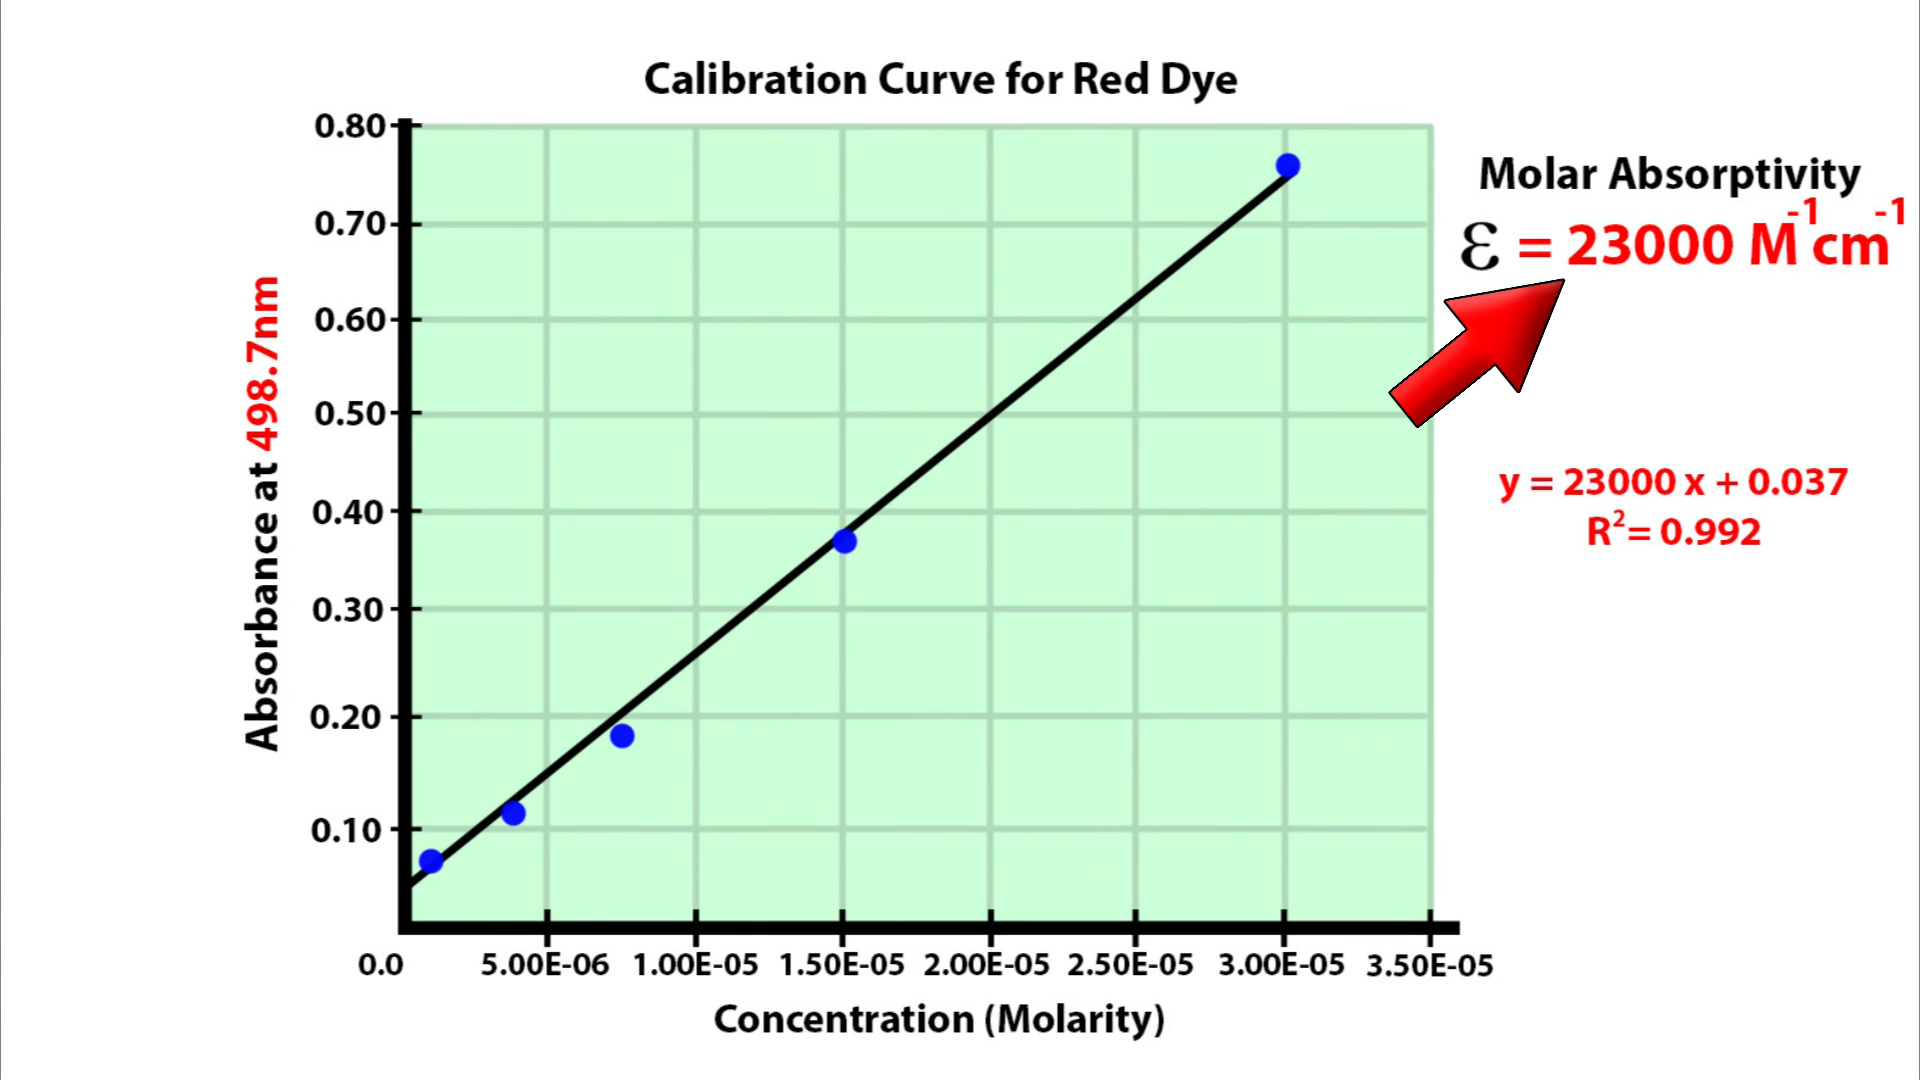 Calibration Curve for Red Dye
Molar Absorptivity
ε = 23000 M⁻¹cm⁻¹
y = 23000 x + 0.037
R²= 0.992
Absorbance at 498.7nm
0.80
0.70
0.60
0.50
0.40
0.30
0.20
0.10
0.0 5.00E-06 1.00E-05 1.50E-05 2.00E-05 2.50E-05 3.00E-05 3.50E-05
Concentration (Molarity)